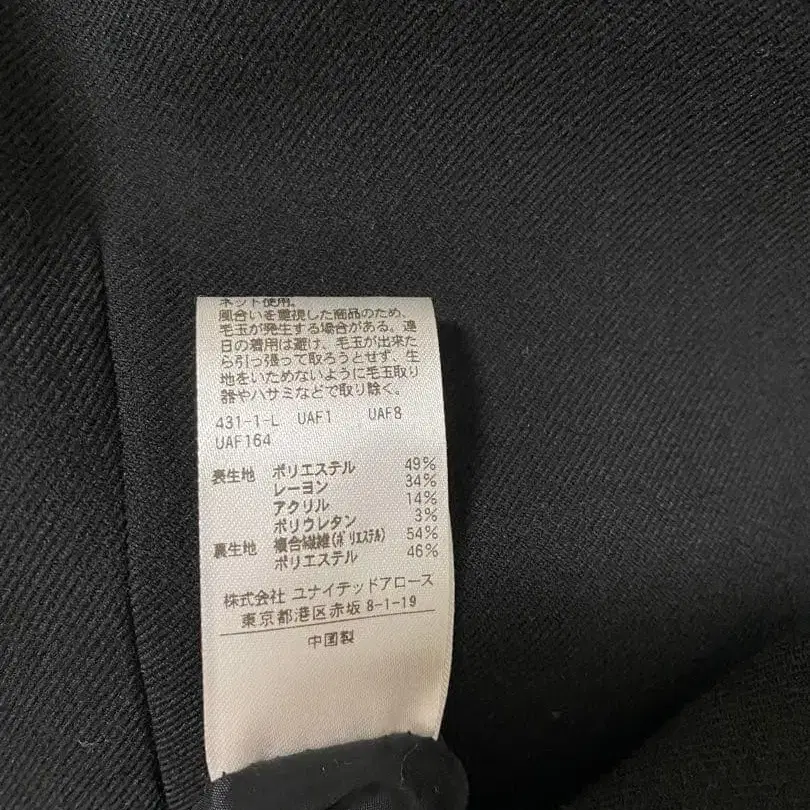 ネット使用。
風合いを重視した商品のため、
毛玉が発生する場合がある。連
日の着用は避け、毛玉が出来た
ら引っ張って取ろうとせず、生
地をいためないように毛玉取り
器やハサミなどで取り除く。
431-1-L UAF1 UAF8
UAF164
表生地 ポリエステル 49%
レーヨン 34%
アクリル 14%
ポリウレタン 3%
裏生地 複合繊維(ポリエステル) 54%
ポリエステル 46%
株式会社 ユナイテッドアローズ
東京都港区赤坂 8-1-19
中国製